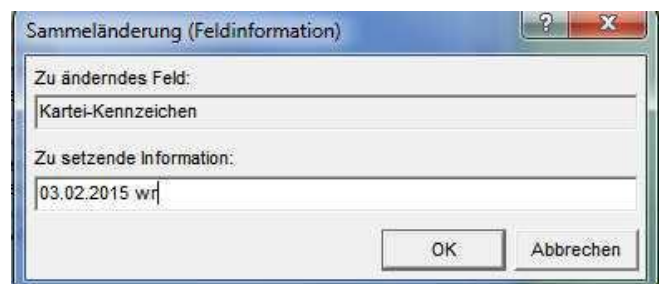 Sammeländerung (Feldinformation)
Zu änderndes Feld:
Kartei-Kennzeichen
Zu setzende Information:
03.02.2015 wr
OK
Abbrechen